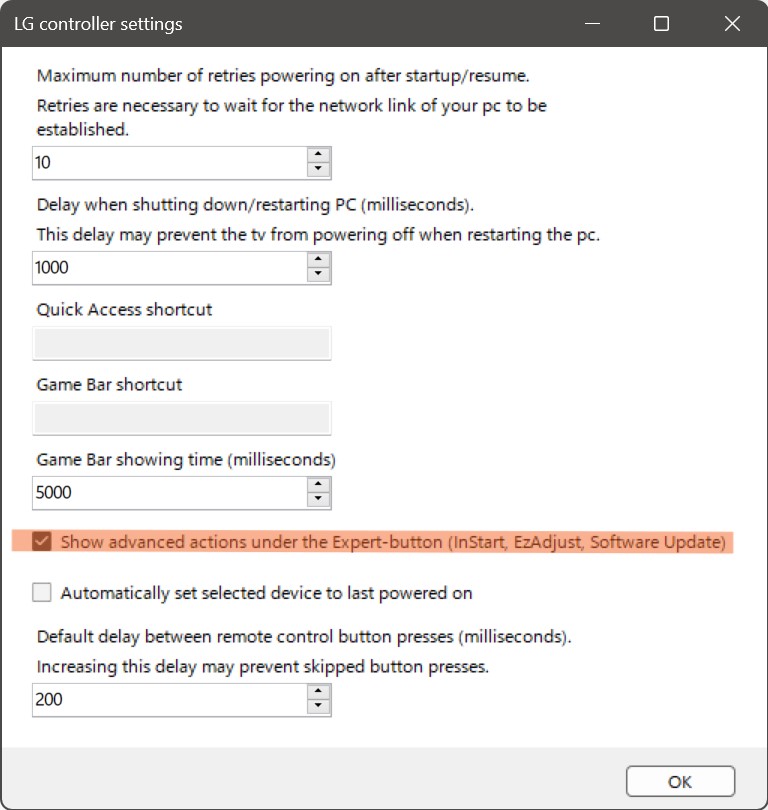 LG controller settings
Maximum number of retries powering on after startup/resume.
Retries are necessary to wait for the network link of your pc to be
established.
10
Delay when shutting down/restarting PC (milliseconds).
This delay may prevent the tv from powering off when restarting the pc.
1000
Quick Access shortcut
Game Bar shortcut
Game Bar showing time (milliseconds)
5000
Show advanced actions under the Expert-button (InStart, EzAdjust, Software Update)
Automatically set selected device to last powered on
Default delay between remote control button presses (milliseconds).
Increasing this delay may prevent skipped button presses.
200
OK